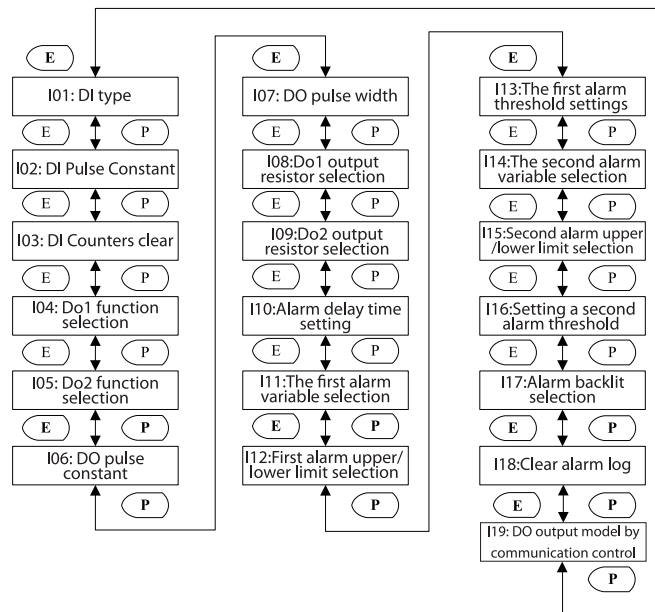 E
I01: DI type
E P
I02: DI Pulse Constant
E P
I03: DI Counters clear
E P
I04: Do1 function
selection
E P
I05: Do2 function
selection
E P
I06: DO pulse
constant
P
E
I07: DO pulse width
E P
I08:Do1 output
resistor selection
E P
I09:Do2 output
resistor selection
E P
I10:Alarm delay time
setting
E P
I11:The first alarm
variable selection
E P
I12:First alarm upper/
lower limit selection
P
E
I13:The first alarm
threshold settings
E P
I14:The second alarm
variable selection
E P
I15:Second alarm upper
/lower limit selection
E P
I16:Setting a second
alarm threshold
E P
I17:Alarm backlit
selection
E P
I18:Clear alarm log
E P
I19: DO output model by
communication control
P